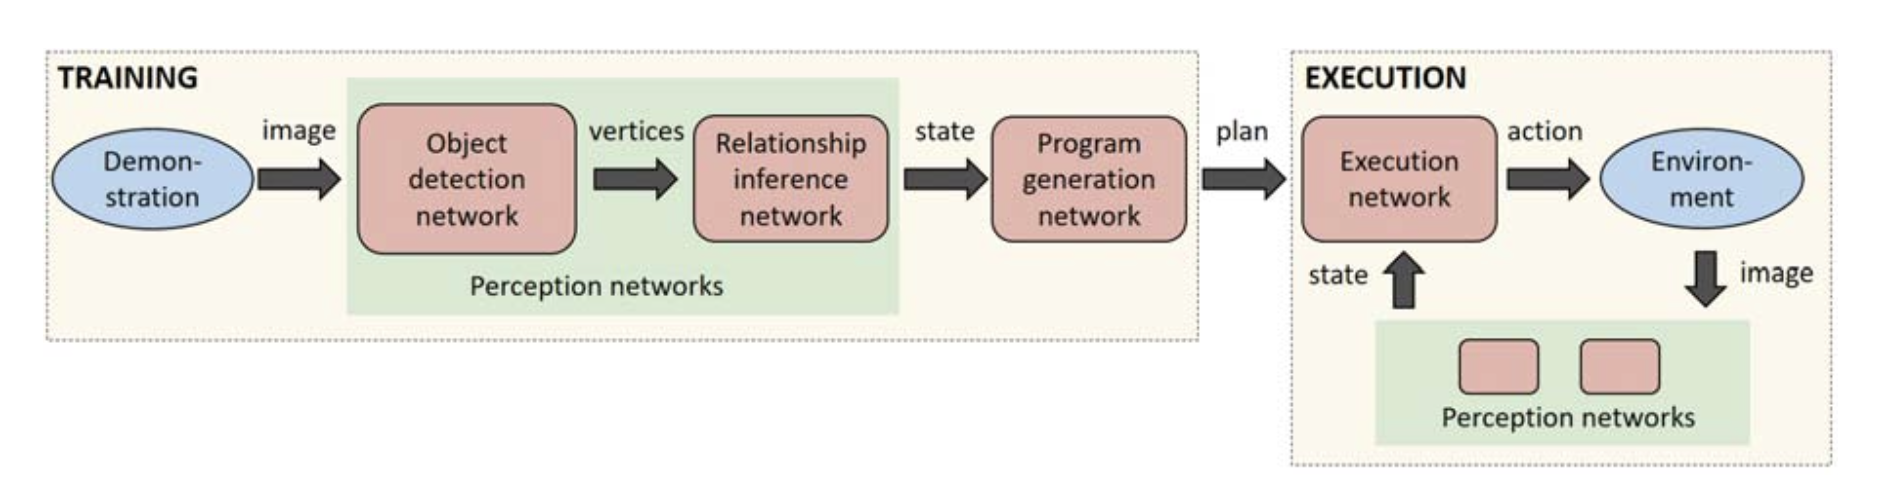 TRAINING
Demon-
stration
image
Object
detection
network
vertices
Relationship
inference
network
Perception networks
state
Program
generation
network
plan
EXECUTION
Execution
network
action
Environ-
ment
image
state
Perception networks